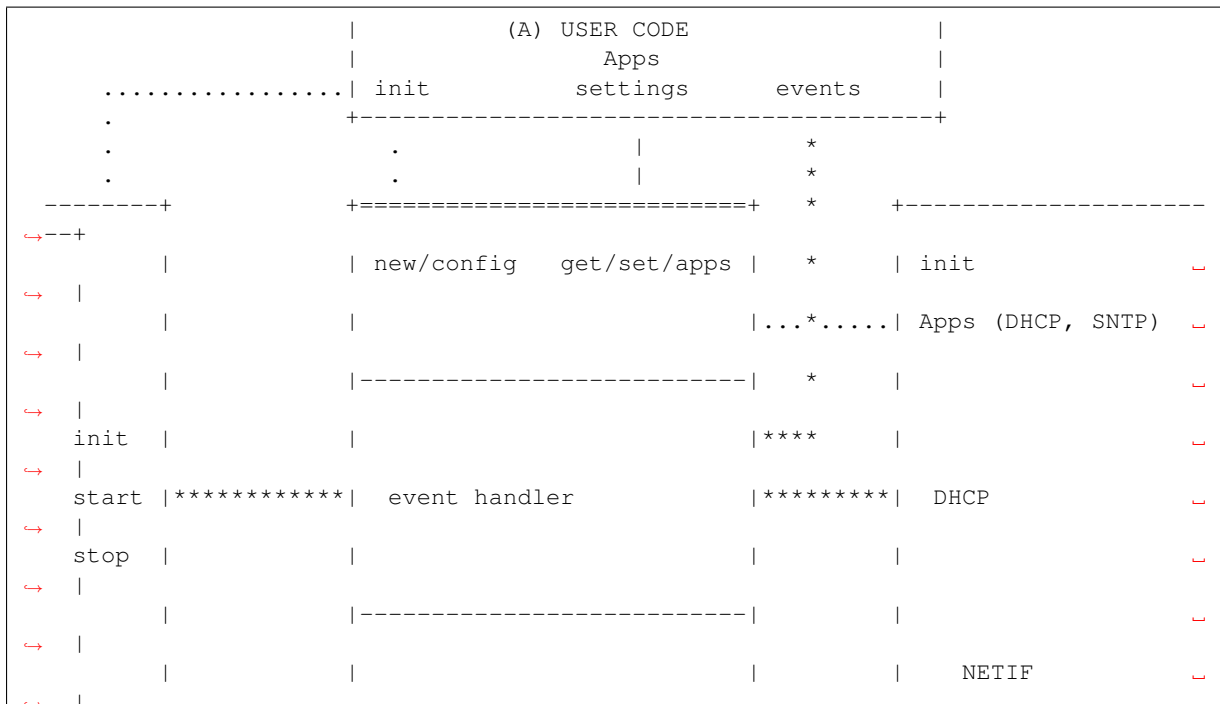 |          (A) USER CODE                 |
                       |                 Apps                   |
      .................| init          settings      events     |
      .                +----------------------------------------+
      .                   .                |           *
      .                   .                |           *
  --------+            +===========================+   *     +---------------------
↪--+
          |            | new/config   get/set/apps |   *     | init                ␣
↪  |
          |            |                           |...*.....| Apps (DHCP, SNTP)   ␣
↪  |
          |            |---------------------------|   *     |                     ␣
↪  |
    init  |            |                           |****     |                     ␣
↪  |
    start |************|  event handler            |*********|  DHCP               ␣
↪  |
    stop  |            |                           |         |                     ␣
↪  |
          |            |---------------------------|         |                     ␣
↪  |
          |            |                           |         |    NETIF            ␣
↪  |